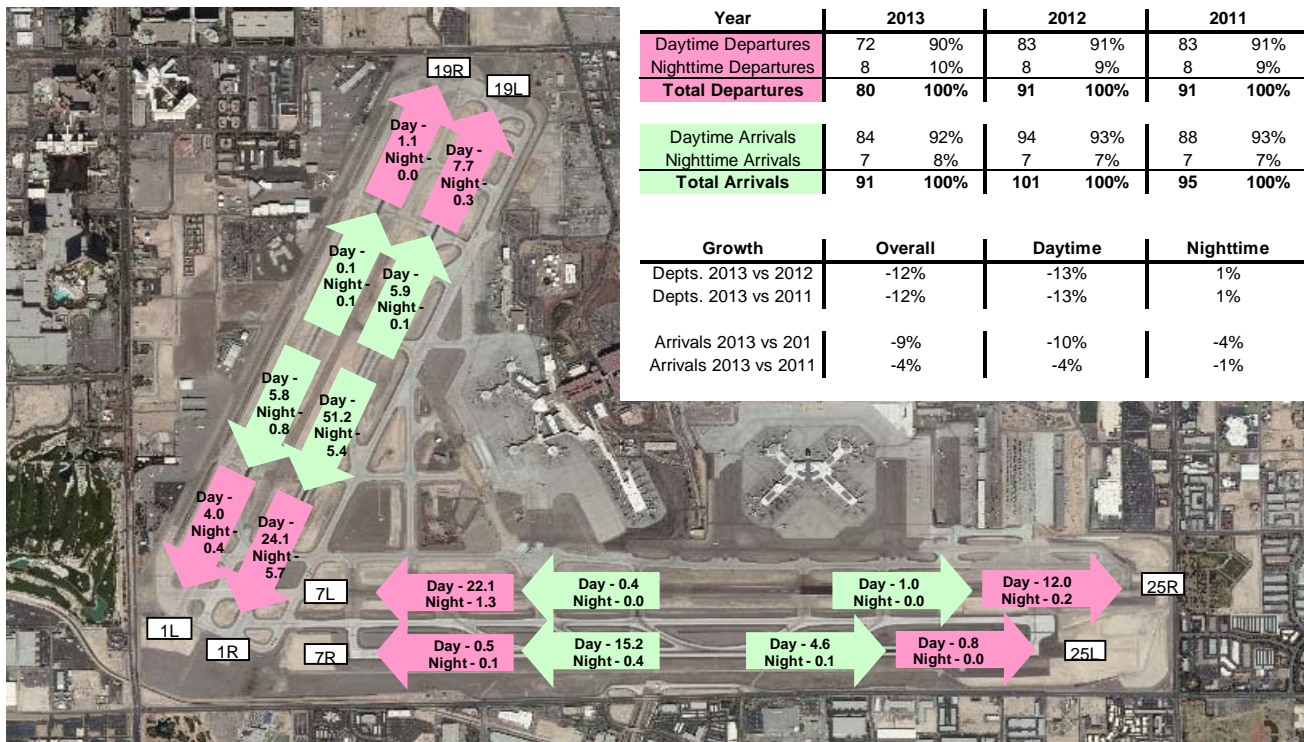 Year 2013 2012 2011
Daytime Departures 72 90% 83 91% 83 91%
Nighttime Departures 8 10% 8 9% 8 9%
Total Departures 80 100% 91 100% 91 100%
Daytime Arrivals 84 92% 94 93% 88 93%
Nighttime Arrivals 7 8% 7 7% 7 7%
Total Arrivals 91 100% 101 100% 95 100%
Growth Overall Daytime Nighttime
Depts. 2013 vs 2012 -12% -13% 1%
Depts. 2013 vs 2011 -12% -13% 1%
Arrivals 2013 vs 201 -9% -10% -4%
Arrivals 2013 vs 2011 -4% -4% -1%
19R
19L
Day -
1.1
Night -
0.0
Day -
7.7
Night -
0.3
Day -
0.1
Night -
0.1
Day -
5.9
Night -
0.1
Day -
5.8
Night -
0.8
Day -
51.2
Night -
5.4
Day -
4.0
Night -
0.4
Day -
24.1
Night -
5.7
1L
1R
7L
7R
Day - 22.1
Night - 1.3
Day - 0.4
Night - 0.0
Day - 1.0
Night - 0.0
Day - 12.0
Night - 0.2
25R
Day - 0.5
Night - 0.1
Day - 15.2
Night - 0.4
Day - 4.6
Night - 0.1
Day - 0.8
Night - 0.0
25L